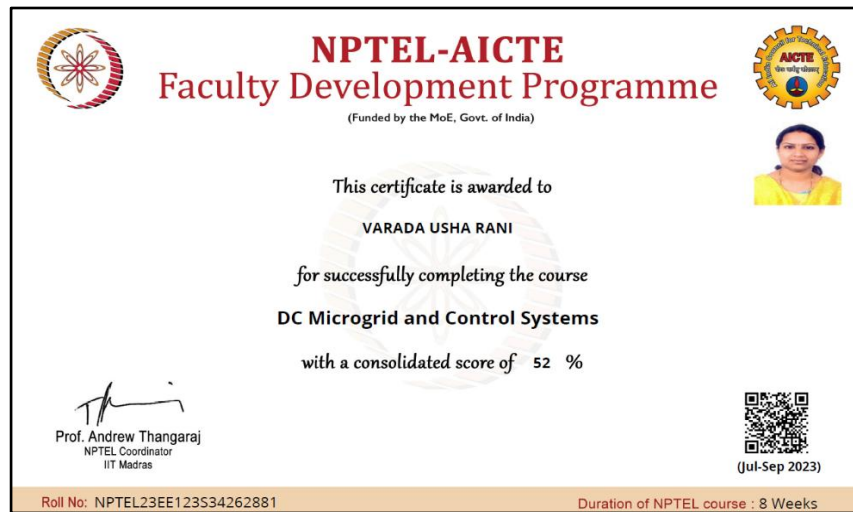 NPTEL-AICTE
Faculty Development Programme
(Funded by the MoE, Govt. of India)
AICTE
This certificate is awarded to
VARADA USHA RANI
for successfully completing the course
DC Microgrid and Control Systems
with a consolidated score of 52 %
Prof. Andrew Thangaraj
NPTEL Coordinator
IIT Madras
(Jul-Sep 2023)
Roll No: NPTEL23EE123S34262881
Duration of NPTEL course : 8 Weeks